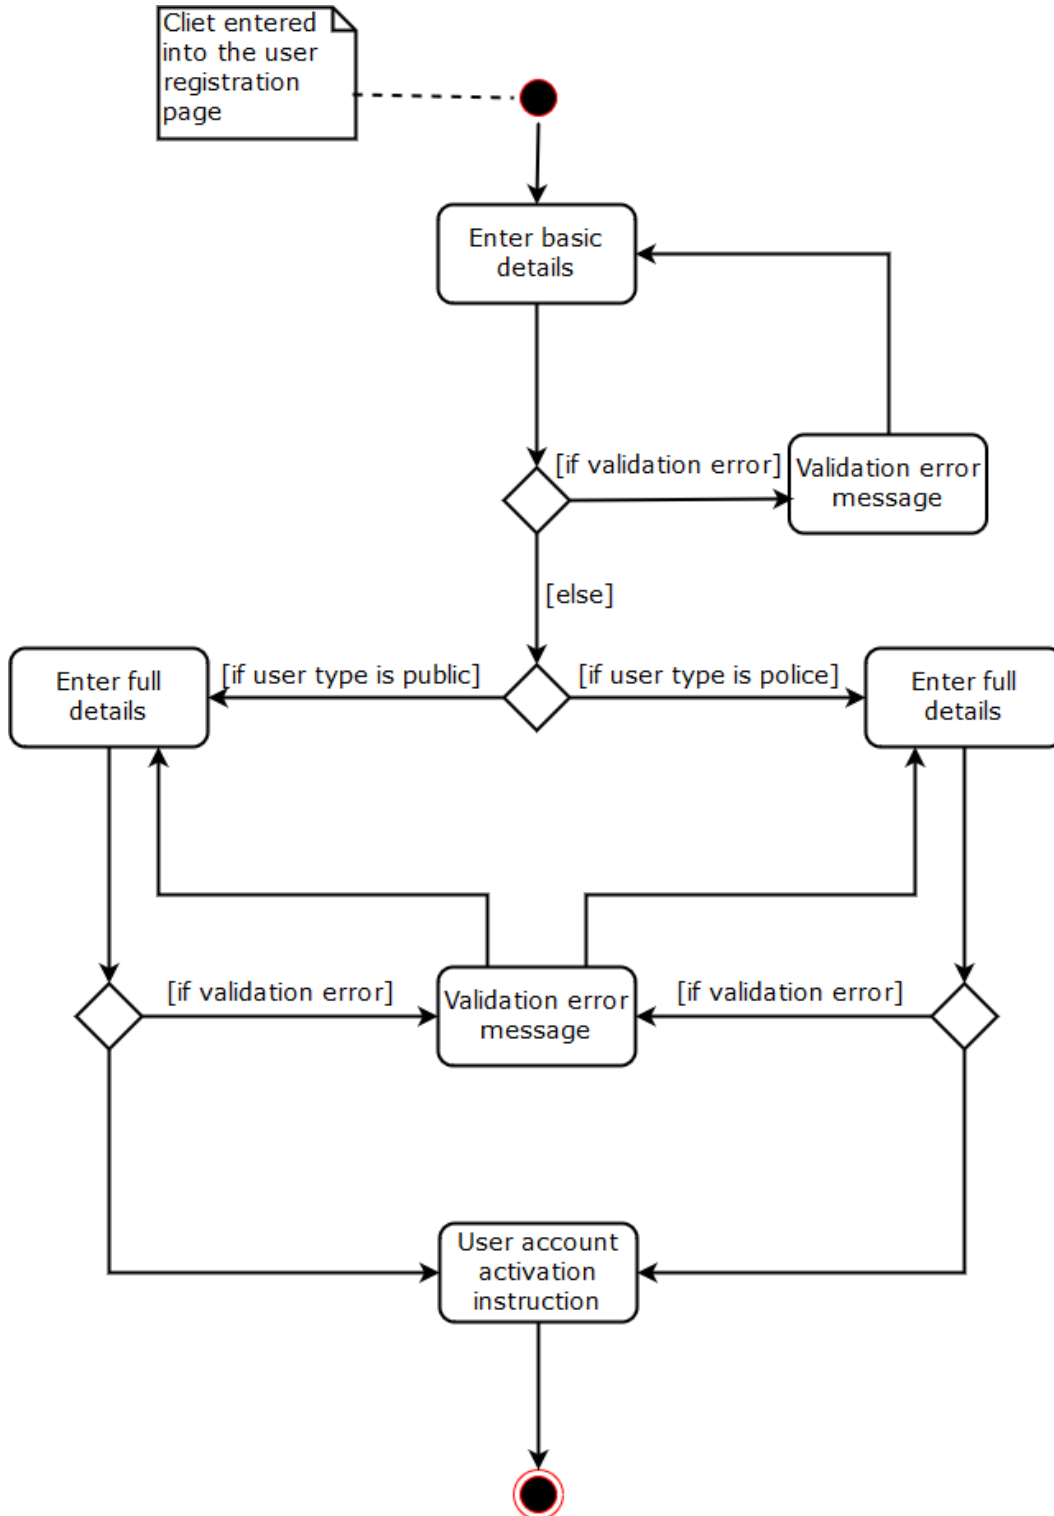 Cliet entered
into the user
registration
page
Enter basic
details
[if validation error]
Validation error
message
[else]
Enter full
details
[if user type is public]
[if user type is police]
Enter full
details
[if validation error]
Validation error
message
[if validation error]
User account
activation
instruction